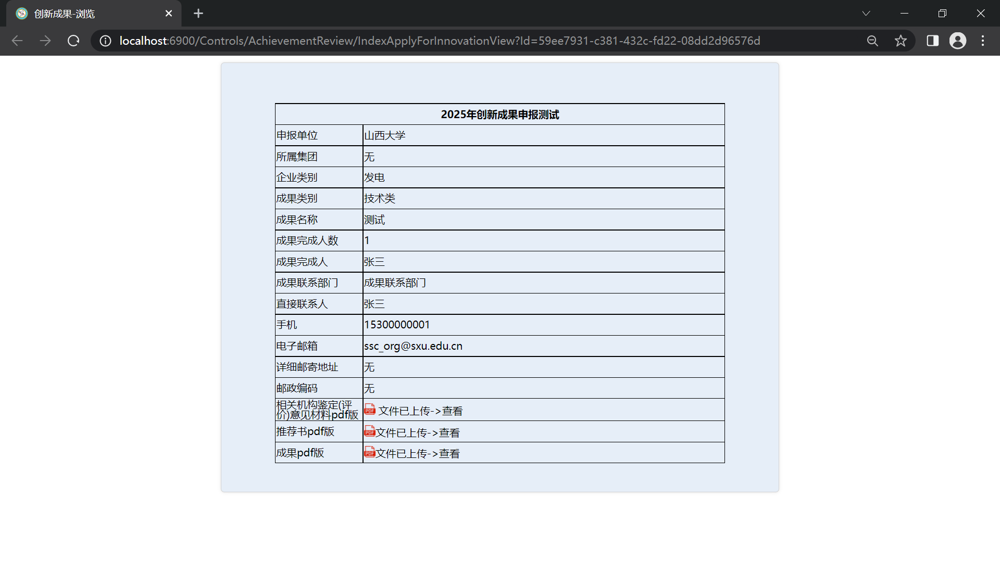 创新成果-浏览
localhost:6900/Controls/AchievementReview/IndexApplyForInnovationView?Id=59ee7931-c381-432c-fd22-08dd2d96576d
2025年创新成果申报测试
申报单位 山西大学
所属集团 无
企业类别 发电
成果类别 技术类
成果名称 测试
成果完成人数 1
成果完成人 张三
成果联系部门 成果联系部门
直接联系人 张三
手机 15300000001
电子邮箱 ssc_org@sxu.edu.cn
详细邮寄地址 无
邮政编码 无
相关机构鉴定(评
价)意见材料pdf版
PDF 文件已上传->查看
推荐书pdf版 PDF 文件已上传->查看
成果pdf版 PDF 文件已上传->查看